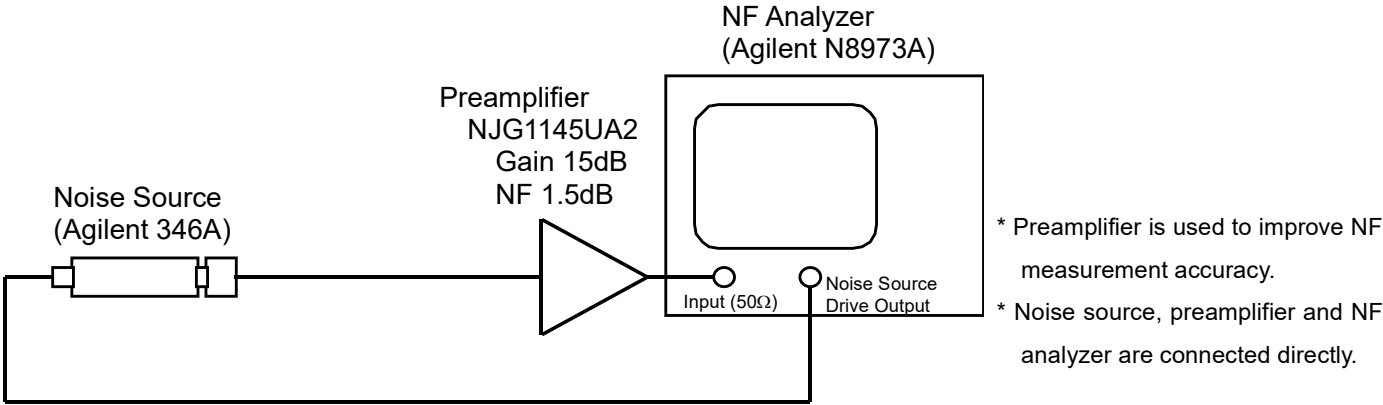 NF Analyzer
(Agilent N8973A)
Preamplifier
NJG1145UA2
Gain 15dB
NF 1.5dB
Noise Source
(Agilent 346A)
* Preamplifier is used to improve NF
measurement accuracy.
* Noise source, preamplifier and NF
analyzer are connected directly.
Input (50Ω)
Noise Source
Drive Output